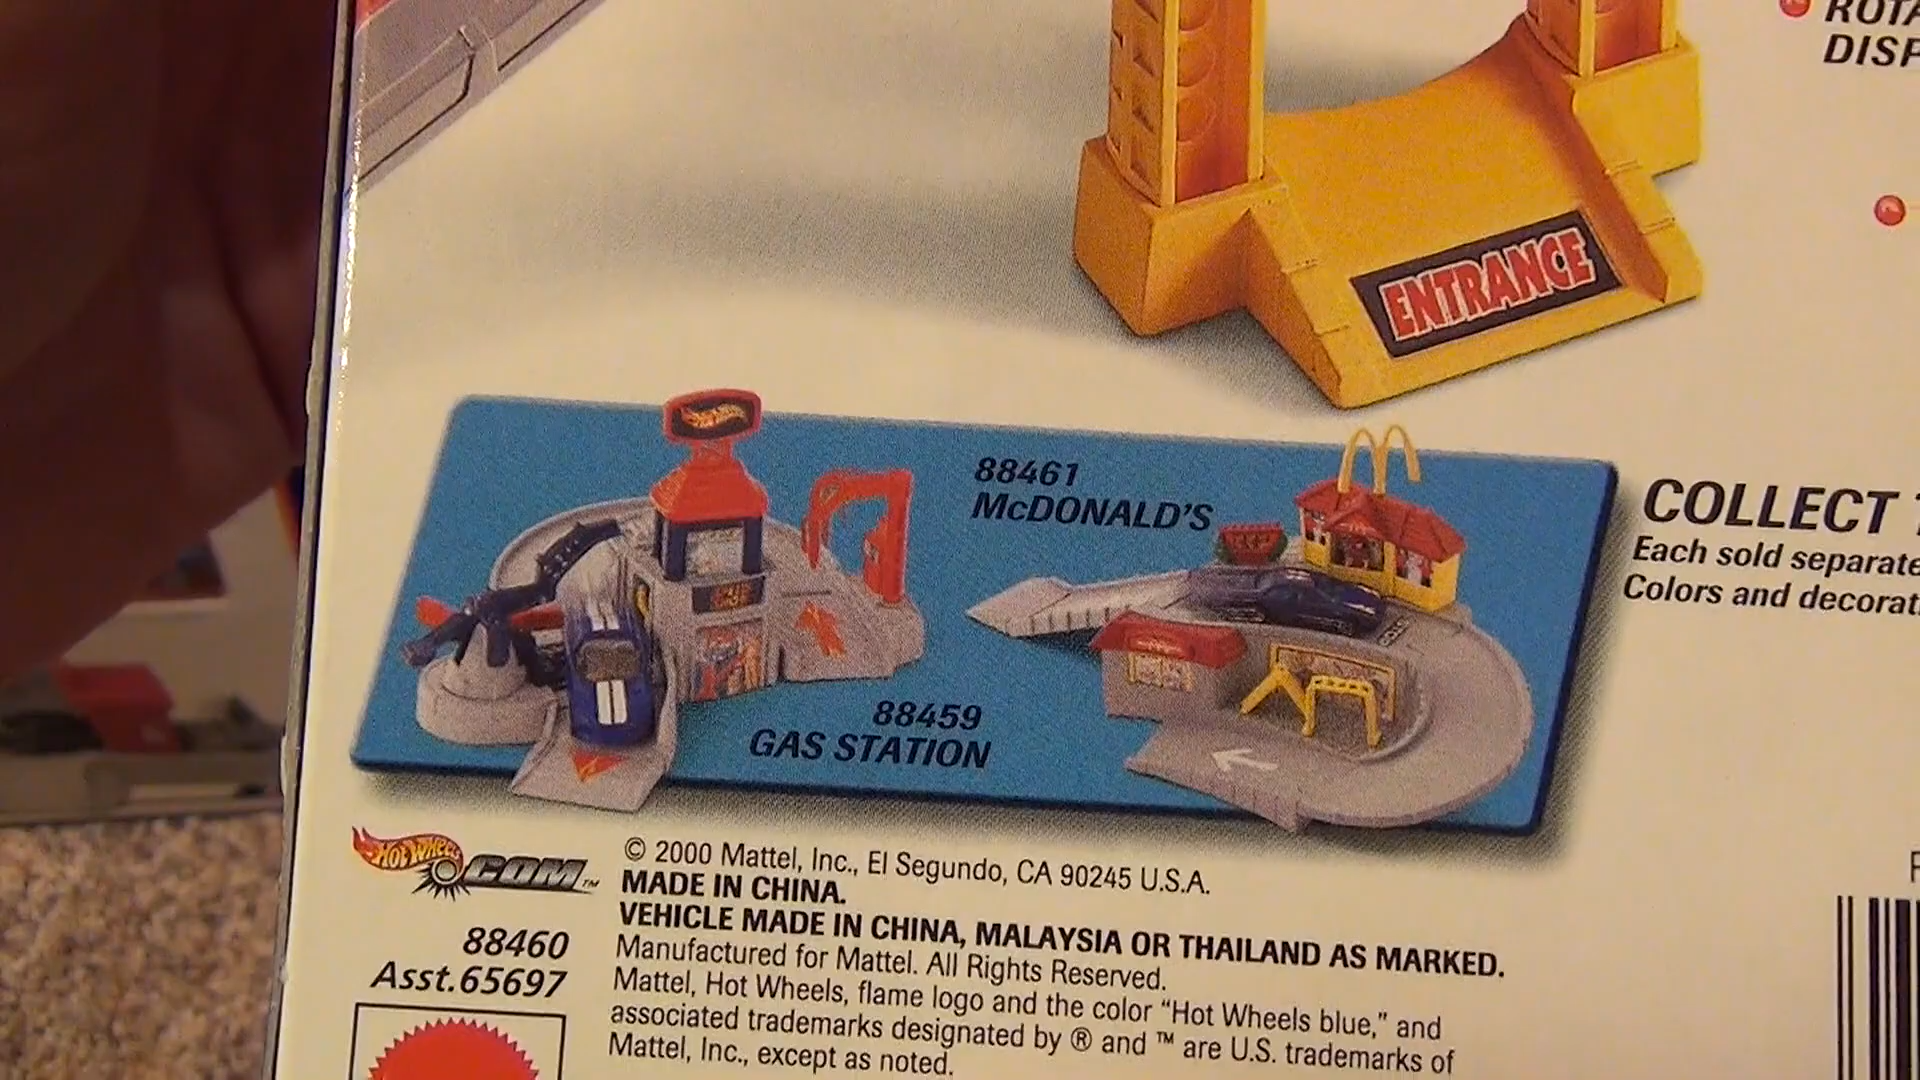 ENTRANCE
88461
McDONALD'S
COLLECT
Each sold
Colors and
88459
GAS STATION
HOT WHEELS
.COM™
© 2000 Mattel, Inc., El Segundo, CA 90245 U.S.A.
MADE IN CHINA.
VEHICLE MADE IN CHINA, MALAYSIA OR THAILAND AS MARKED.
88460
Asst.65697
Manufactured for Mattel. All Rights Reserved.
Mattel, Hot Wheels, flame logo and the color “Hot Wheels blue,” and
associated trademarks designated by ® and ™ are U.S. trademarks of
Mattel, Inc., except as noted.